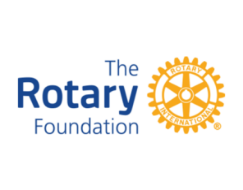 The
Rotary
Foundation
ROTARY
INTERNATIONAL
®